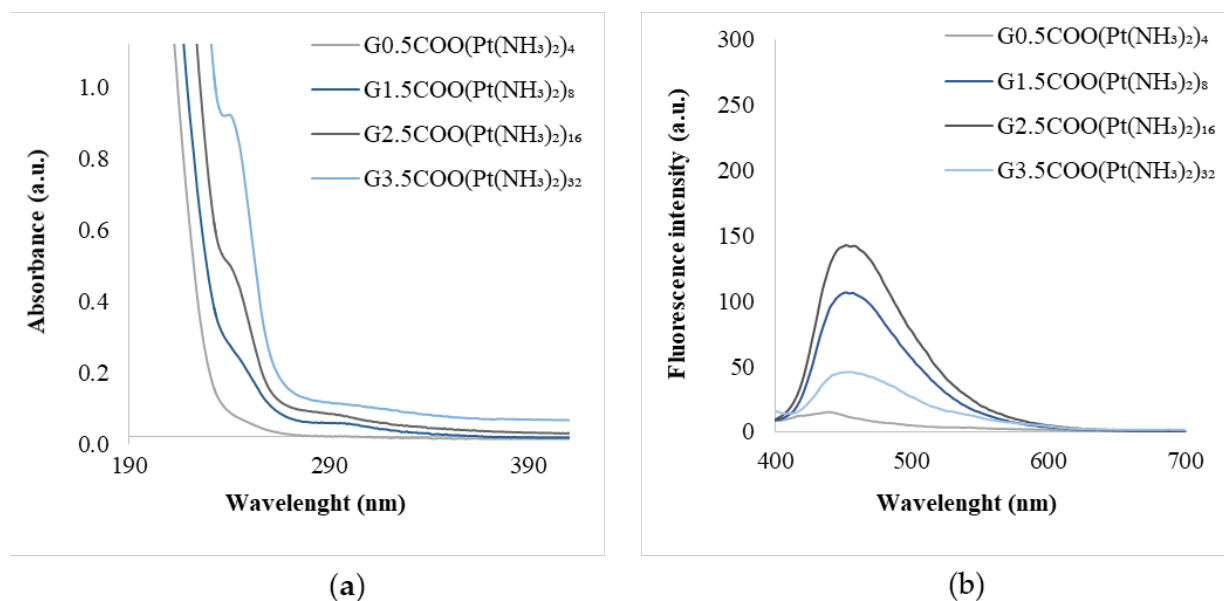 G0.5COO(Pt(NH₃)₂)₄
G1.5COO(Pt(NH₃)₂)₈
G2.5COO(Pt(NH₃)₂)₁₆
G3.5COO(Pt(NH₃)₂)₃₂
1.0
0.8
0.6
0.4
0.2
0.0
Absorbance (a.u.)
190 290 390
Wavelenght (nm)
(a)
G0.5COO(Pt(NH₃)₂)₄
G1.5COO(Pt(NH₃)₂)₈
G2.5COO(Pt(NH₃)₂)₁₆
G3.5COO(Pt(NH₃)₂)₃₂
300
250
200
150
100
50
0
Fluorescence intensity (a.u.)
400 500 600 700
Wavelenght (nm)
(b)